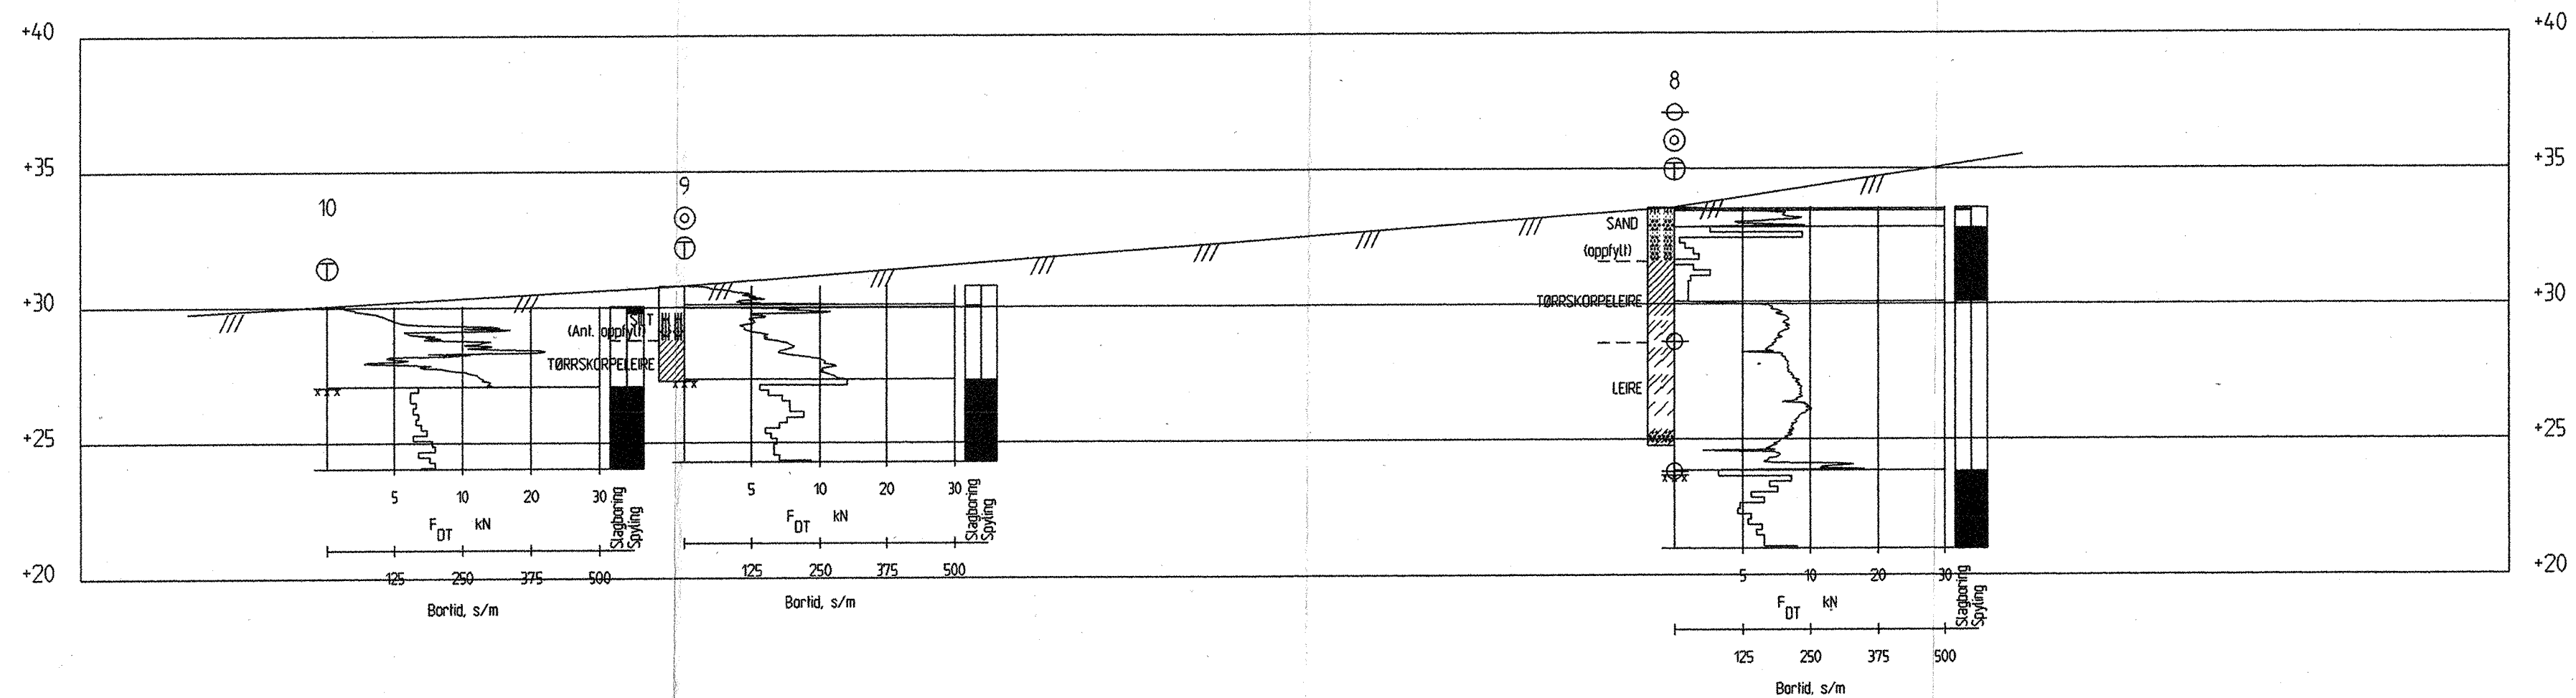 +40 +40
8
+35 +35
9
10
SAND
(oppfylt)
+30 TØRRSKORPELEIRE +30
SILT
(Ant. oppfylt)
TØRRSKORPELEIRE
LEIRE
+25 +25
5 10 20 30
F DT kN
Slagboring
Spyling
125 250 375 500
Bortid, s/m
5 10 20 30
F DT kN
Slagboring
Spyling
125 250 375 500
Bortid, s/m
+20 +20
5 10 20 30
F DT kN
Slagboring
Spyling
125 250 375 500
Bortid, s/m